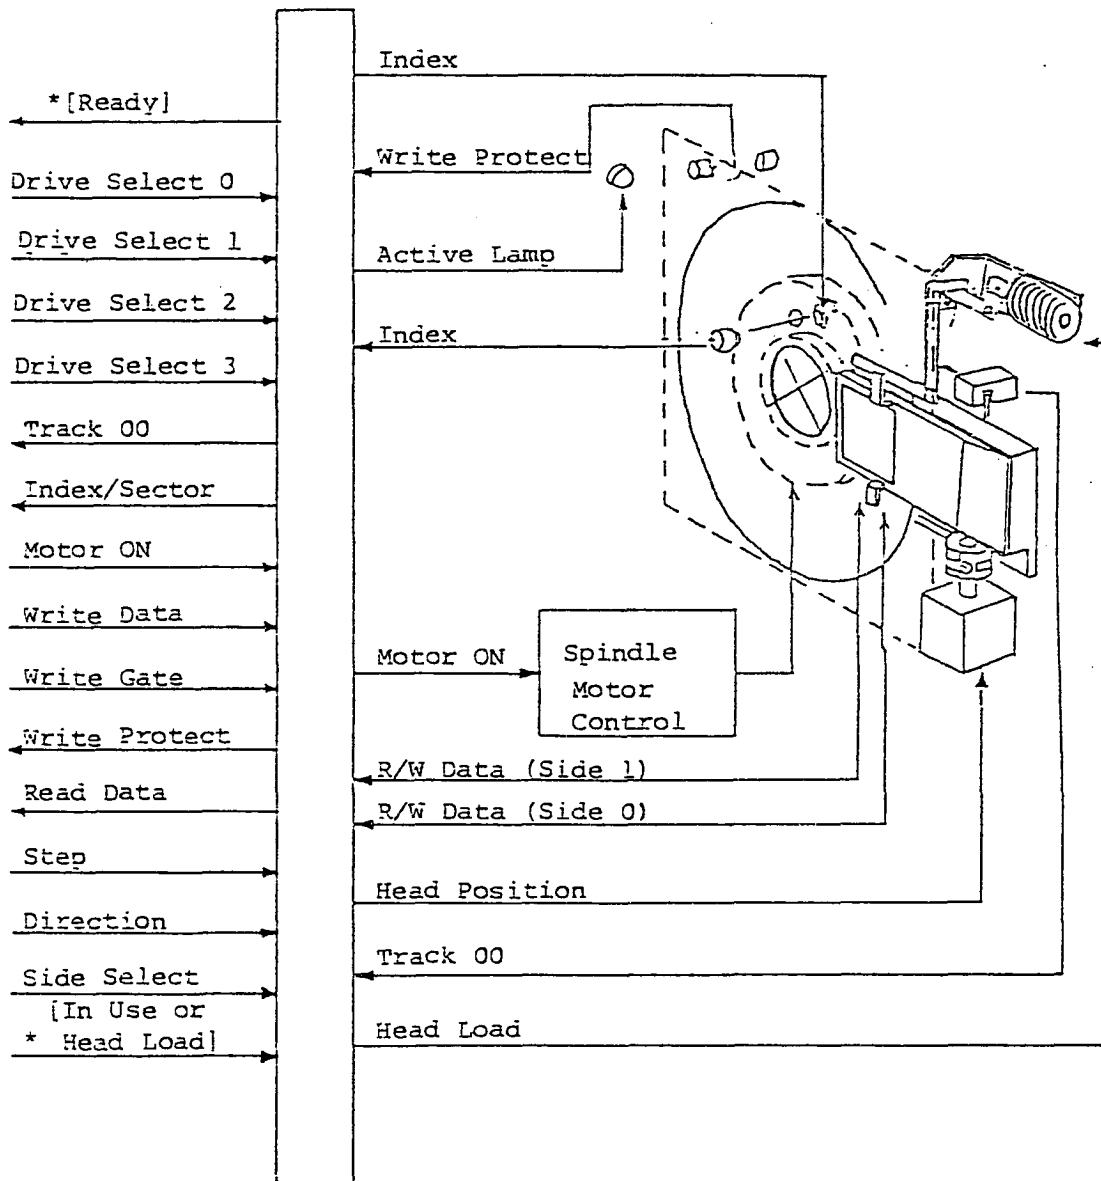 *[Ready]
Drive Select 0
Drive Select 1
Drive Select 2
Drive Select 3
Track 00
Index/Sector
Motor ON
Write Data
Write Gate
Write Protect
Read Data
Step
Direction
Side Select
[In Use or
* Head Load]
Index
Write Protect
Active Lamp
Index
Motor ON
Spindle
Motor
Control
R/W Data (Side 1)
R/W Data (Side 0)
Head Position
Track 00
Head Load